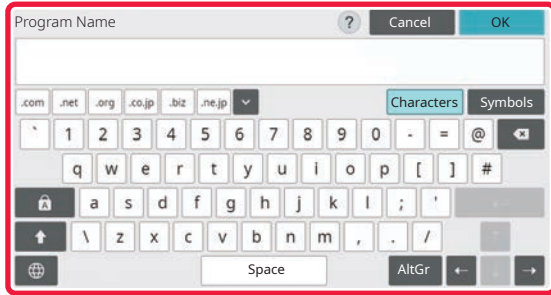 Program Name ? Cancel OK
.com .net .org .co.jp .biz .ne.jp Characters Symbols
` 1 2 3 4 5 6 7 8 9 0 - = @
q w e r t y u i o p [ ] #
A a s d f g h j k l ; '
\ z x c v b n m , . /
Space AltGr ← ↓ →